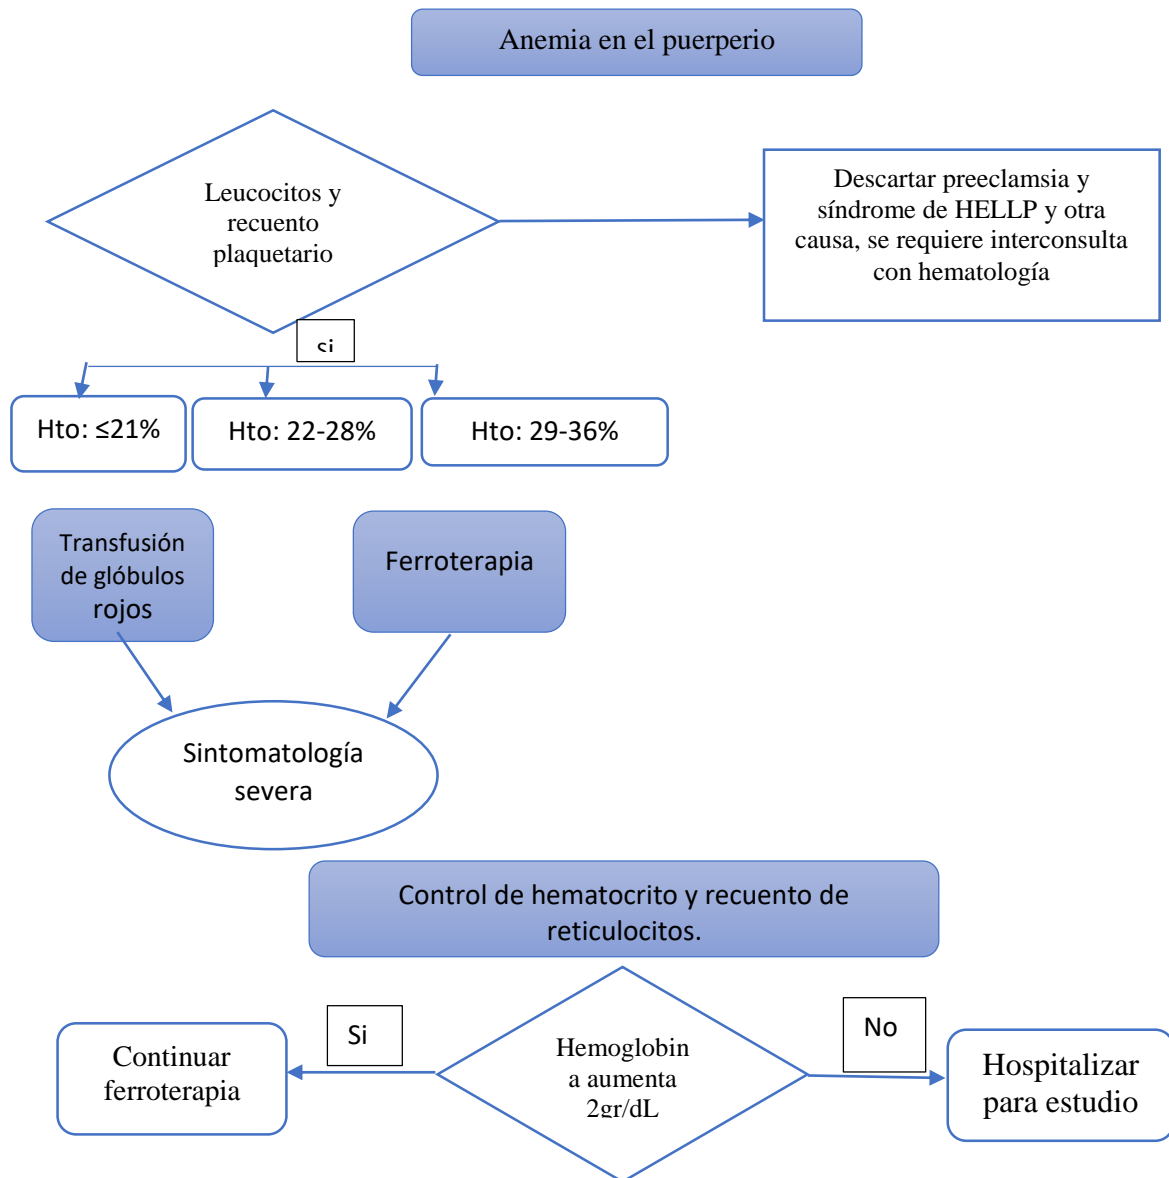 Anemia en el puerperio
Leucocitos y
recuento
plaquetario
Descartar preeclamsia y
síndrome de HELLP y otra
causa, se requiere interconsulta
con hematología
si
Hto: ≤21%
Hto: 22-28%
Hto: 29-36%
Transfusión
de glóbulos
rojos
Ferroterapia
Sintomatología
severa
Control de hematocrito y recuento de
reticulocitos.
Si
No
Continuar
ferroterapia
Hemoglobin
a aumenta
2gr/dL
Hospitalizar
para estudio